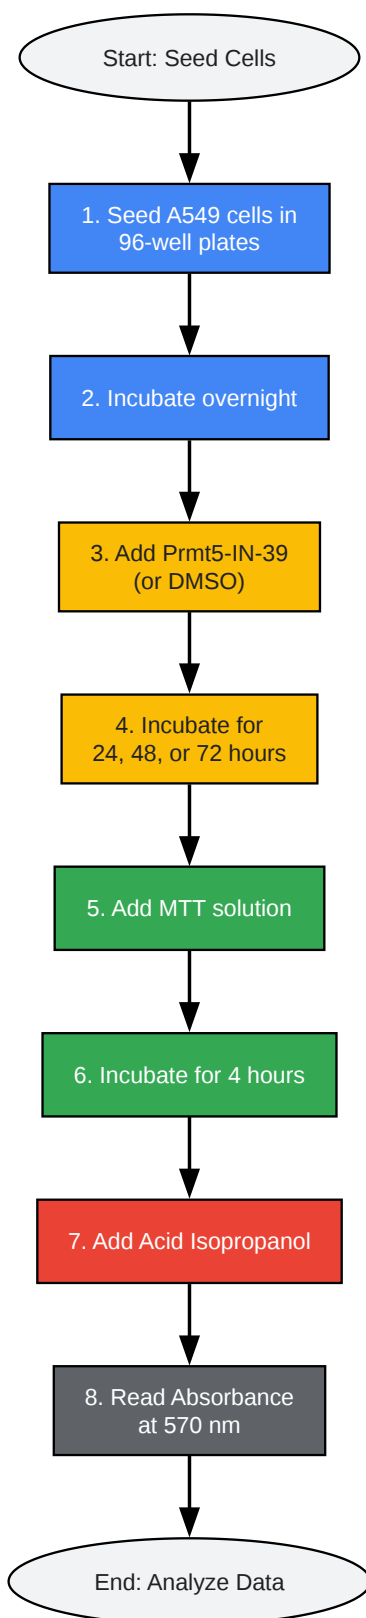 Start: Seed Cells
1. Seed A549 cells in
96-well plates
2. Incubate overnight
3. Add Prmt5-IN-39
(or DMSO)
4. Incubate for
24, 48, or 72 hours
5. Add MTT solution
6. Incubate for 4 hours
7. Add Acid Isopropanol
8. Read Absorbance
at 570 nm
End: Analyze Data